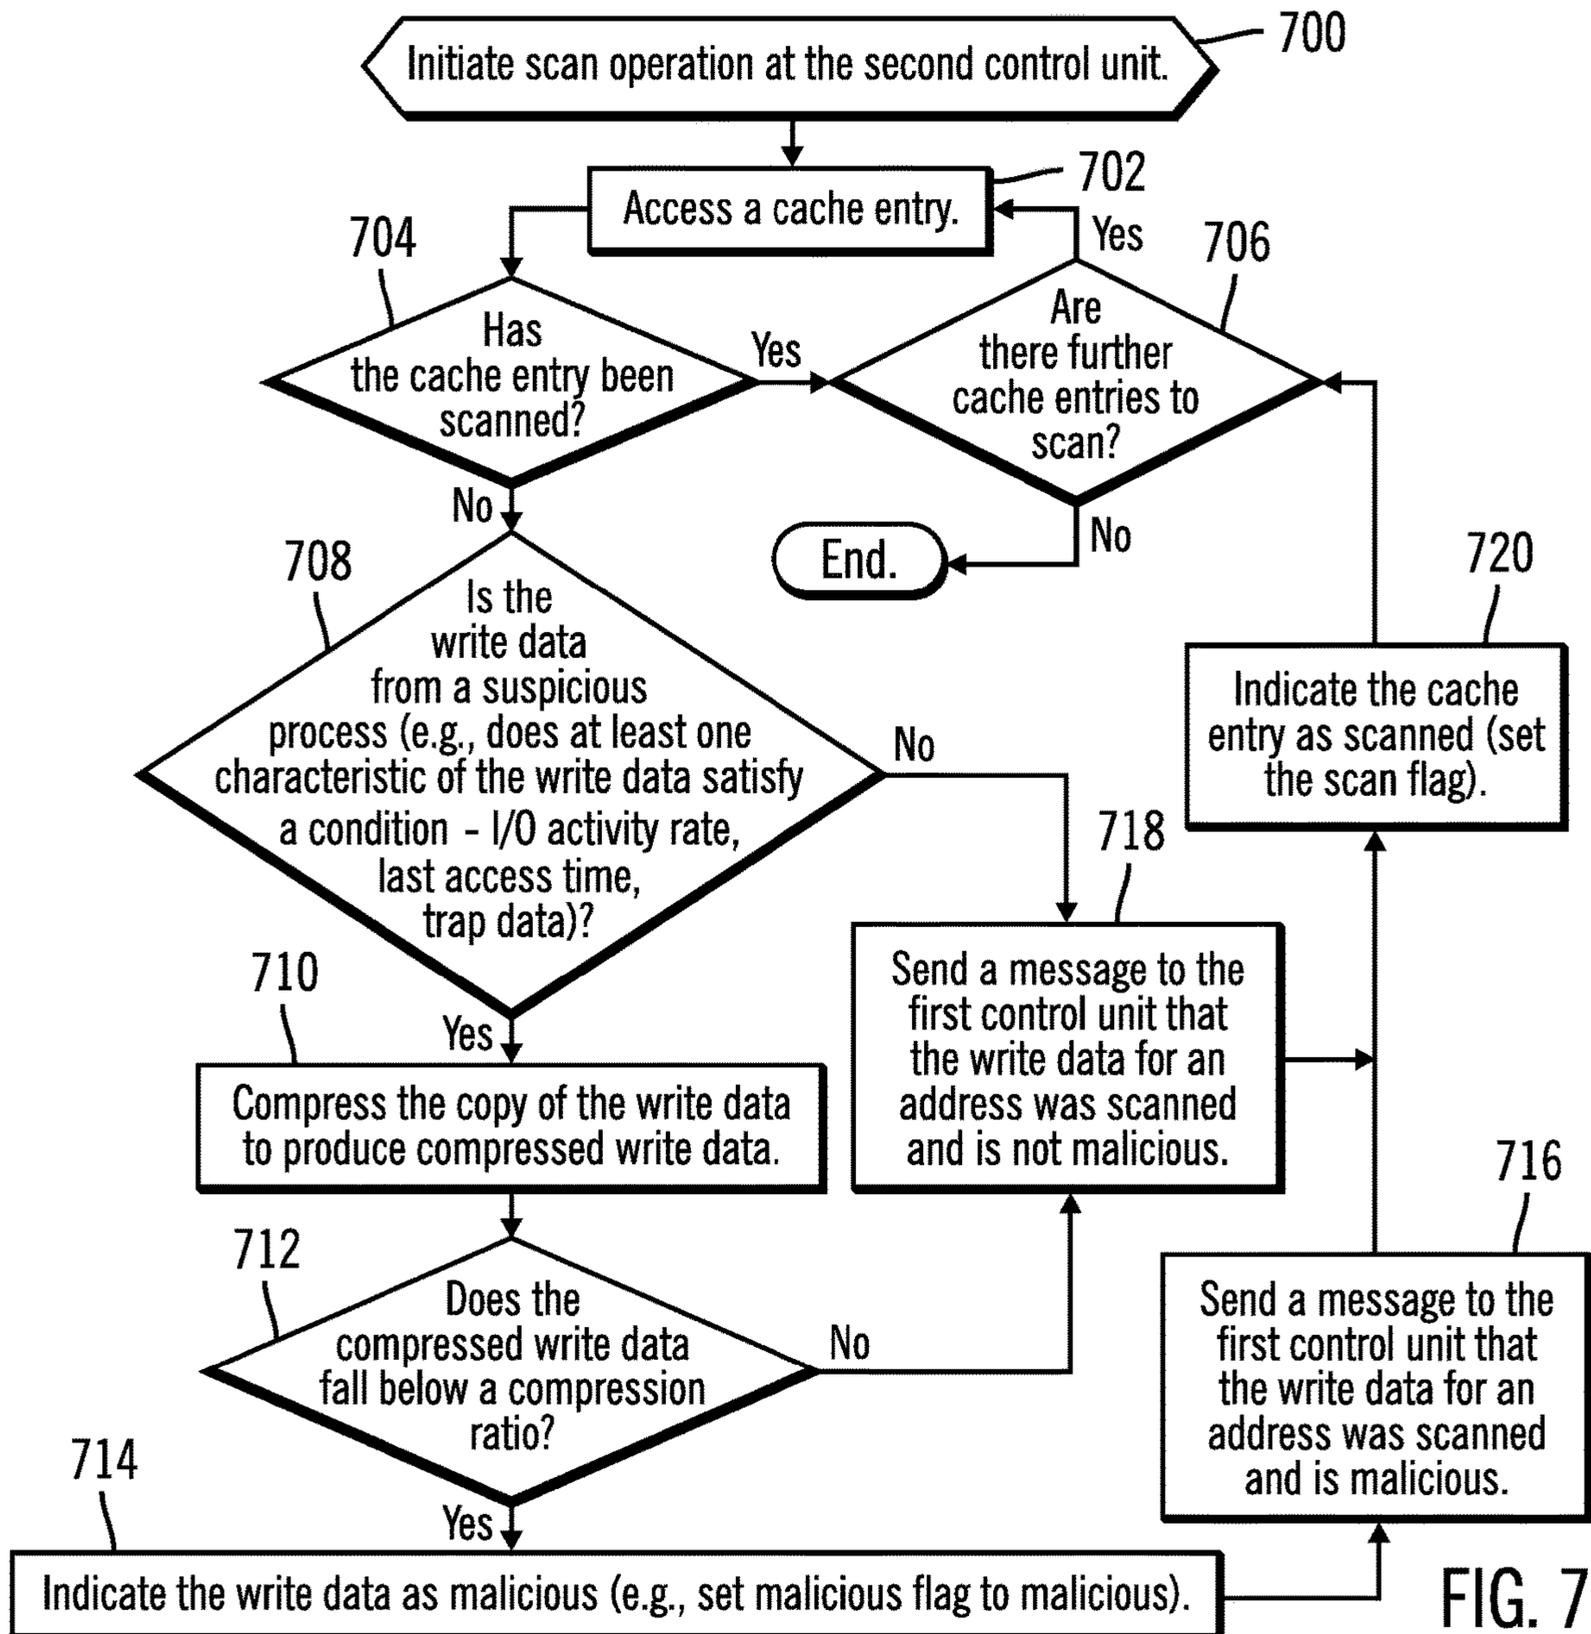 700
Initiate scan operation at the second control unit.
702
Access a cache entry.
704
Has
the cache entry been
scanned?
Yes
706
Yes
Are
there further
cache entries to
scan?
No
End.
No
708
Is the
write data
from a suspicious
process (e.g., does at least one
characteristic of the write data satisfy
a condition - I/O activity rate,
last access time,
trap data)?
No
Yes
710
Compress the copy of the write data
to produce compressed write data.
712
Does the
compressed write data
fall below a compression
ratio?
No
Yes
714
Indicate the write data as malicious (e.g., set malicious flag to malicious).
718
Send a message to the
first control unit that
the write data for an
address was scanned
and is not malicious.
716
Send a message to the
first control unit that
the write data for an
address was scanned
and is malicious.
720
Indicate the cache
entry as scanned (set
the scan flag).
FIG. 7